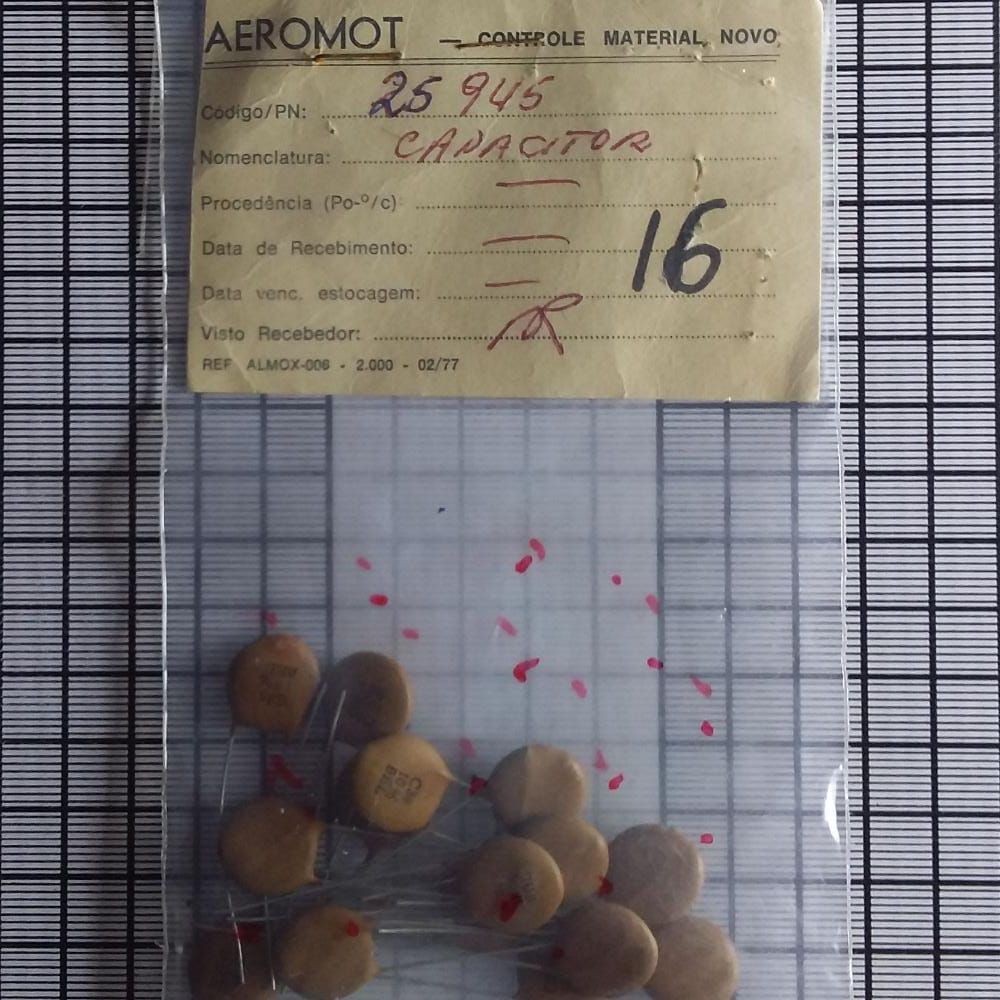 AEROMOT — CONTROLE MATERIAL NOVO
Código/PN: 25 945
Nomenclatura: CAPACITOR
Procedência (Po-º/c)
Data de Recebimento:
16
Data venc. estocagem:
Visto Recebedor:
REF ALMOX-006 - 2.000 - 02/77